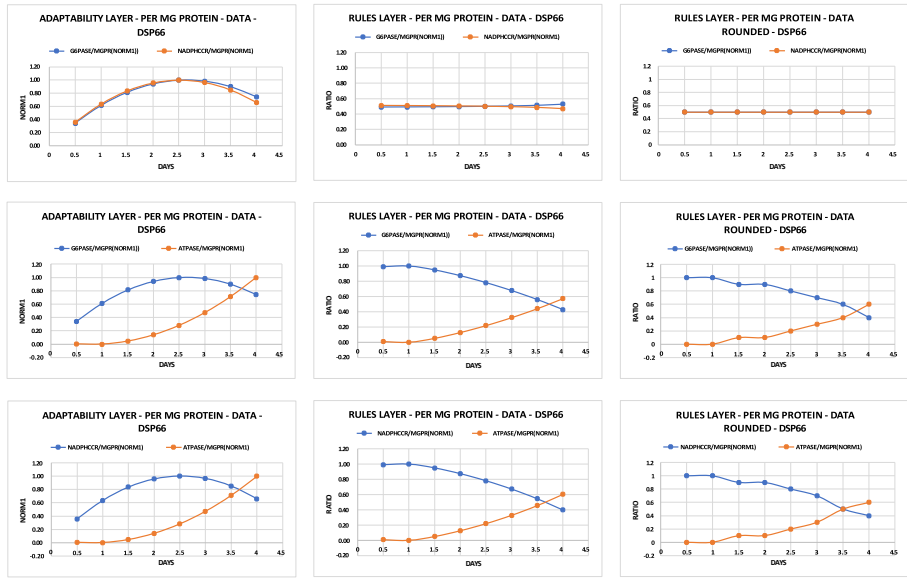 ADAPTABILITY LAYER - PER MG PROTEIN - DATA -
DSP66
G6PASE/MGPR(NORM1))
NADPHCCR/MGPR(NORM1)
1.20
1.00
0.80
0.60
0.40
0.20
0.00
NORM1
0 0.5 1 1.5 2 2.5 3 3.5 4 4.5
DAYS
RULES LAYER - PER MG PROTEIN - DATA - DSP66
G6PASE/MGPR(NORM1))
NADPHCCR/MGPR(NORM1)
1.20
1.00
0.80
0.60
0.40
0.20
0.00
RATIO
0 0.5 1 1.5 2 2.5 3 3.5 4 4.5
DAYS
RULES LAYER - PER MG PROTEIN - DATA
ROUNDED - DSP66
G6PASE/MGPR(NORM1))
NADPHCCR/MGPR(NORM1)
1.2
1
0.8
0.6
0.4
0.2
0
RATIO
0 0.5 1 1.5 2 2.5 3 3.5 4 4.5
DAYS
ADAPTABILITY LAYER - PER MG PROTEIN - DATA -
DSP66
G6PASE/MGPR(NORM1))
ATPASE/MGPR(NORM1)
1.20
1.00
0.80
0.60
0.40
0.20
0.00
-0.20
NORM1
0 0.5 1 1.5 2 2.5 3 3.5 4 4.5
DAYS
RULES LAYER - PER MG PROTEIN - DATA - DSP66
G6PASE/MGPR(NORM1))
ATPASE/MGPR(NORM1)
1.20
1.00
0.80
0.60
0.40
0.20
0.00
-0.20
RATIO
0 0.5 1 1.5 2 2.5 3 3.5 4 4.5
DAYS
RULES LAYER - PER MG PROTEIN - DATA
ROUNDED - DSP66
G6PASE/MGPR(NORM1))
ATPASE/MGPR(NORM1)
1.2
1
0.8
0.6
0.4
0.2
0
-0.2
RATIO
0 0.5 1 1.5 2 2.5 3 3.5 4 4.5
DAYS
ADAPTABILITY LAYER - PER MG PROTEIN - DATA -
DSP66
NADPHCCR/MGPR(NORM1)
ATPASE/MGPR(NORM1)
1.20
1.00
0.80
0.60
0.40
0.20
0.00
-0.20
NORM1
0 0.5 1 1.5 2 2.5 3 3.5 4 4.5
DAYS
RULES LAYER - PER MG PROTEIN - DATA - DSP66
NADPHCCR/MGPR(NORM1)
ATPASE/MGPR(NORM1)
1.20
1.00
0.80
0.60
0.40
0.20
0.00
-0.20
RATIO
0 0.5 1 1.5 2 2.5 3 3.5 4 4.5
DAYS
RULES LAYER - PER MG PROTEIN - DATA
ROUNDED - DSP66
NADPHCCR/MGPR(NORM1)
ATPASE/MGPR(NORM1)
1.2
1
0.8
0.6
0.4
0.2
0
-0.2
RATIO
0 0.5 1 1.5 2 2.5 3 3.5 4 4.5
DAYS